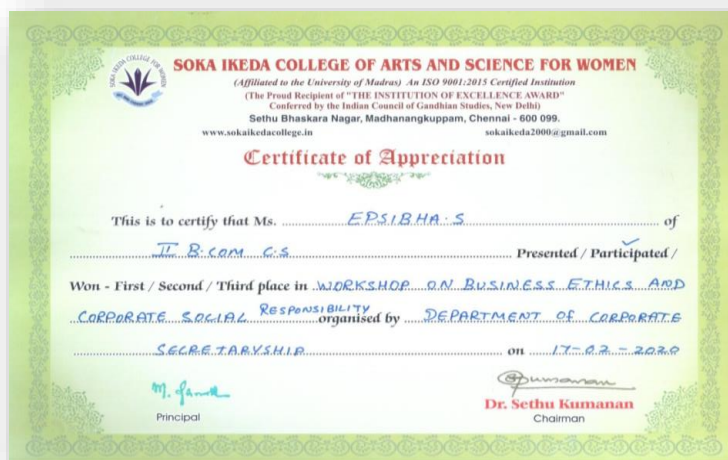 SOKA IKEDA COLLEGE OF ARTS AND SCIENCE FOR WOMEN
(Affiliated to the University of Madras) An ISO 9001:2015 Certified Institution
(The Proud Recipient of "THE INSTITUTION OF EXCELLENCE AWARD"
Conferred by the Indian Council of Gandhian Studies, New Delhi)
Sethu Bhaskara Nagar, Madhanangkuppam, Chennai - 600 099.
www.sokaikedacollege.in sokaikeda2000@gmail.com
Certificate of Appreciation
This is to certify that Ms. EPSIBHA.S of
II B.COM C.S Presented / Participated /
Won - First / Second / Third place in WORKSHOP ON BUSINESS ETHICS AND
CORPORATE SOCIAL RESPONSIBILITY organised by DEPARTMENT OF CORPORATE
SECRETARYSHIP on 17-02-2020
Principal
Dr. Sethu Kumanan
Chairman